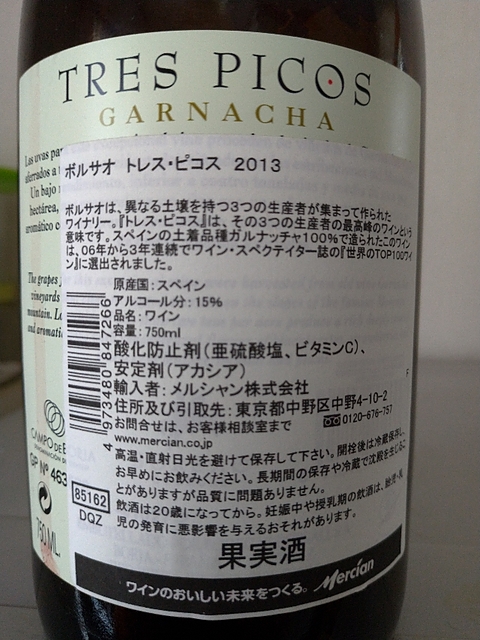 TRES PICOS
GARNACHA
Las uvas
Un bajo
hectárea,
aromático
The grapes
vineyards
mountain.
and
ボルサオ トレス・ピコス 2013
ボルサオは、異なる土壌を持つ3つの生産者が集まって作られた
ワイナリー。『トレス・ピコス』は、その3つの生産者の最高峰のワインという
意味です。スペインの土着品種ガルナッチャ100%で造られたこのワイン
は、06年から3年連続でワイン・スペクテイター誌の『世界のTOP100ワイ
ン』に選出されました。
原産国:スペイン
アルコール分:15%
品名:ワイン
容量:750ml
酸化防止剤(亜硫酸塩、ビタミンC)、
安定剤(アカシア)
輸入者:メルシャン株式会社
住所及び引取先:東京都中野区中野4-10-2
お問合せは、お客様相談室まで 0120-676-757
www.mercian.co.jp
高温・直射日光を避けて保存して下さい。開栓後は冷蔵保存し、
お早めにお飲みください。長期間の保存や冷蔵で沈殿が生じるこ
とがありますが品質に問題ありません。
飲酒は20歳になってから。妊娠中や授乳期の飲酒は、胎児・乳
児の発育に悪影響を与えるおそれがあります。
果実酒
ワインのおいしい未来をつくる。 Mercian
4 973480 847266
CAMPO DE
GP Nº 463
85162
DQZ
750 ML.
F